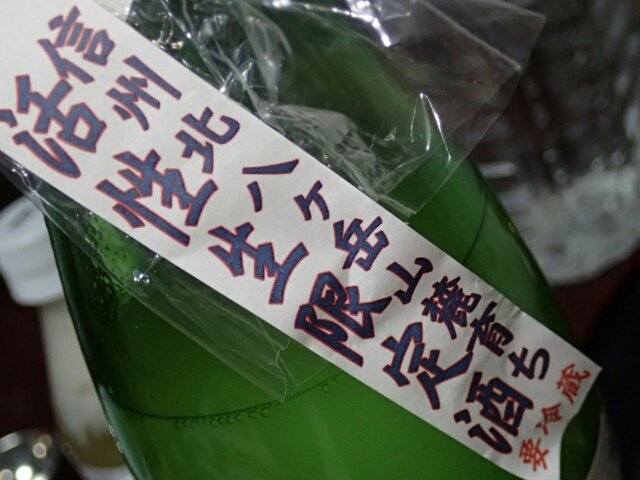 信州北八ヶ岳山麓育ち
活性生限定酒
要冷蔵